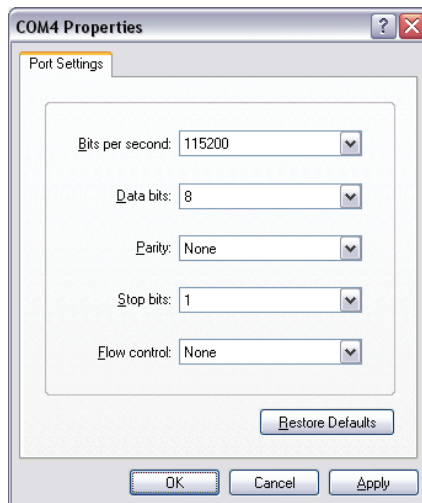 COM4 Properties
Port Settings
Bits per second: 115200
Data bits: 8
Parity: None
Stop bits: 1
Flow control: None
Restore Defaults
OK Cancel Apply